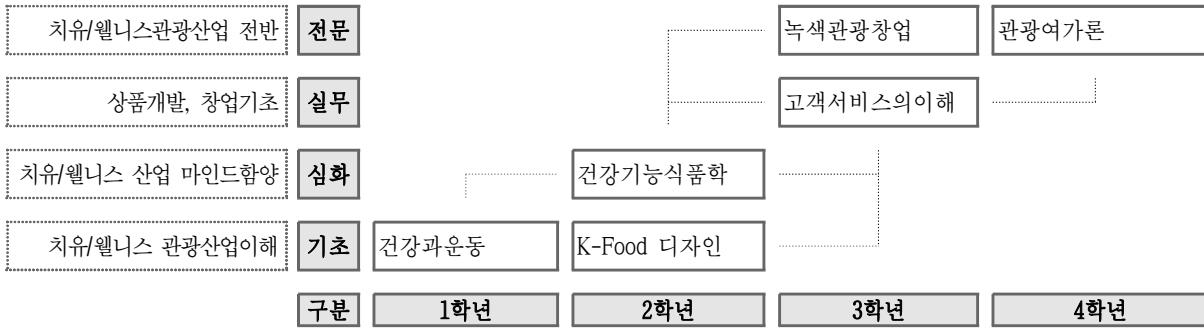 치유/웰니스관광산업 전반 전문 녹색관광창업 관광여가론
상품개발, 창업기초 실무 고객서비스의이해
치유/웰니스 산업 마인드함양 심화 건강기능식품학
치유/웰니스 관광산업이해 기초 건강과운동 K-Food 디자인
구분 1학년 2학년 3학년 4학년